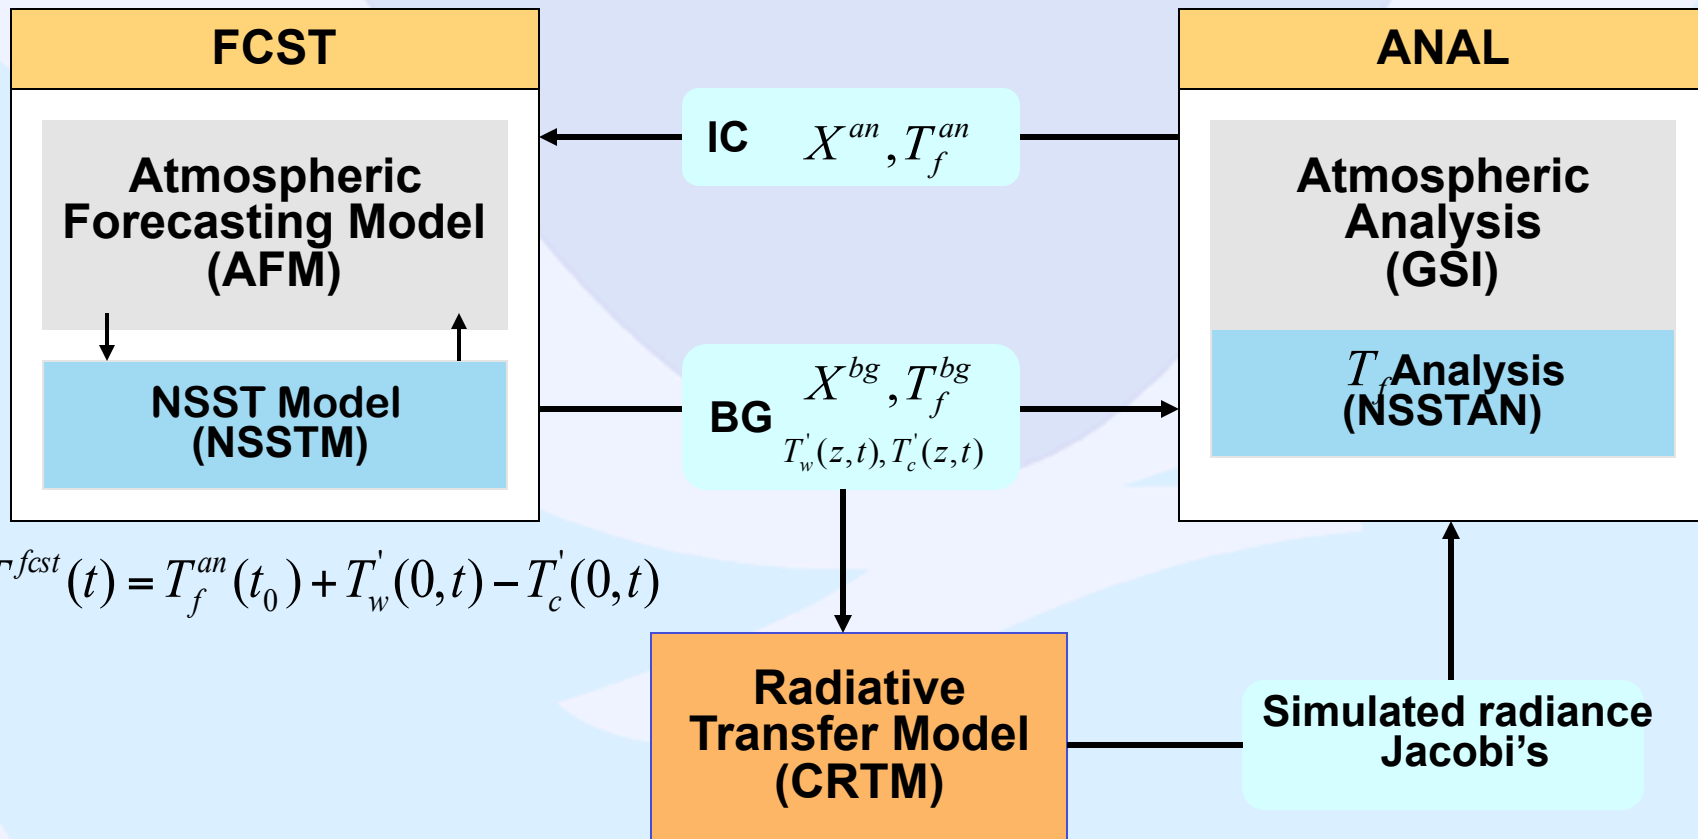 FCST
Atmospheric
Forecasting Model
(AFM)
NSST Model
(NSSTM)
IC X^{an}, T_f^{an}
BG X^{bg}, T_f^{bg}
T_w^'(z,t), T_c^'(z,t)
ANAL
Atmospheric
Analysis
(GSI)
T_f Analysis
(NSSTAN)
T^{fcst}(t) = T_f^{an}(t_0) + T_w^'(0,t) − T_c^'(0,t)
Radiative
Transfer Model
(CRTM)
Simulated radiance
Jacobi's